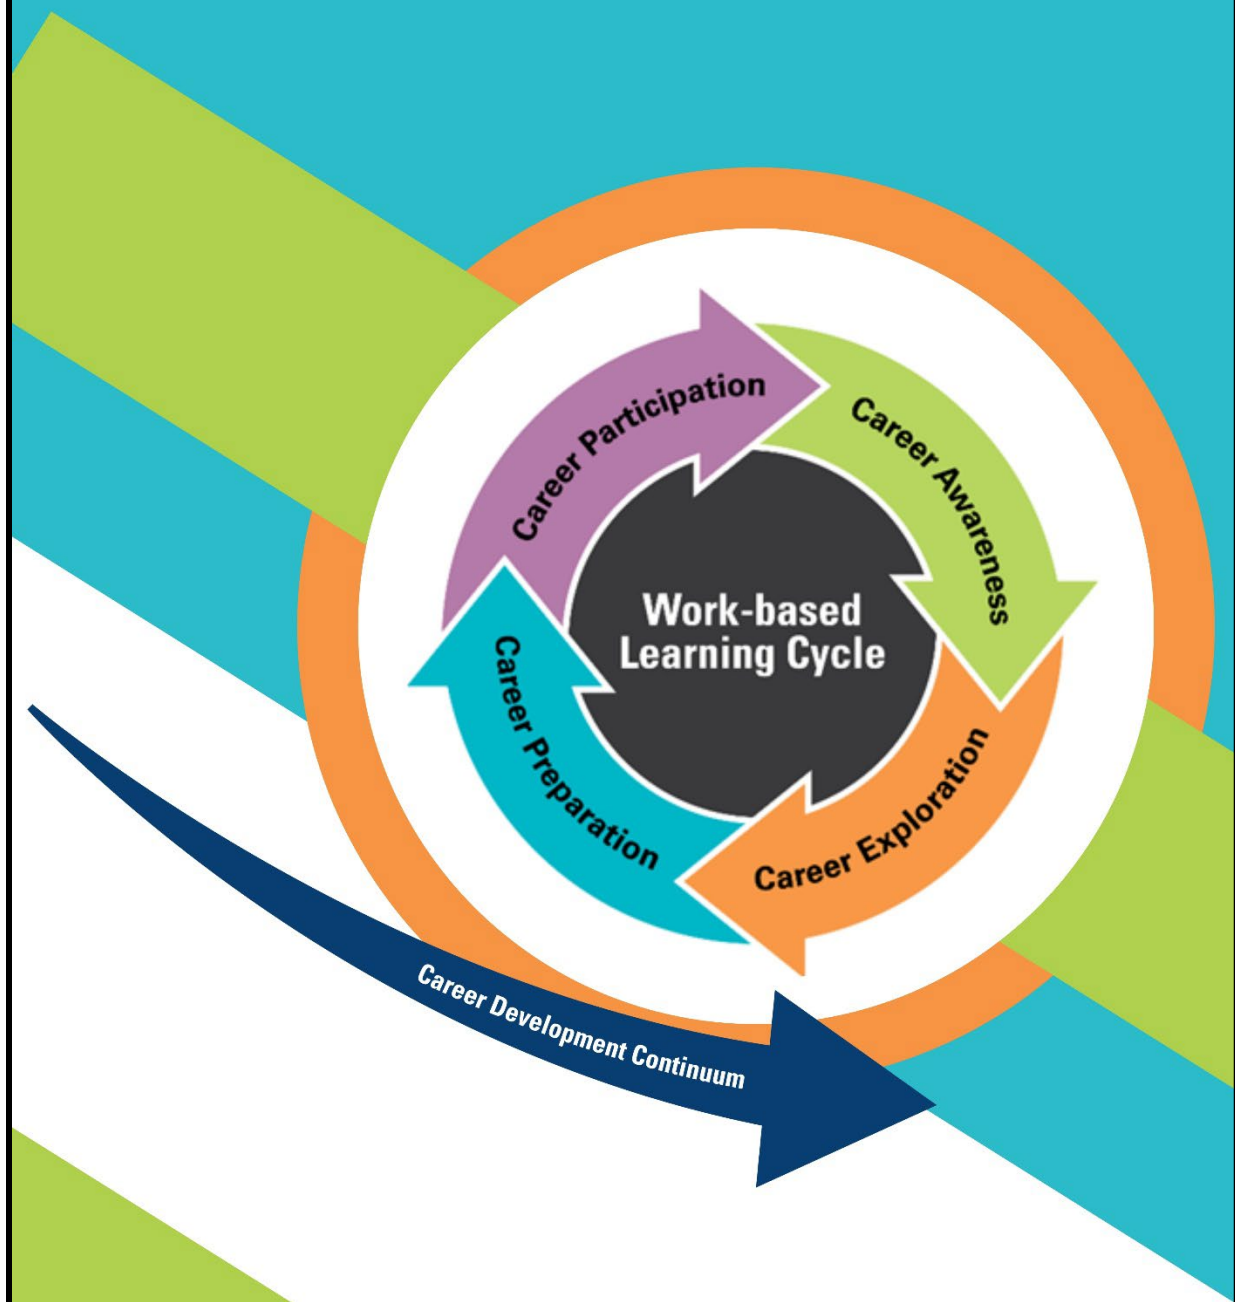 Career Participation
Career Awareness
Work-based
Learning Cycle
Career Preparation
Career Exploration
Career Development Continuum